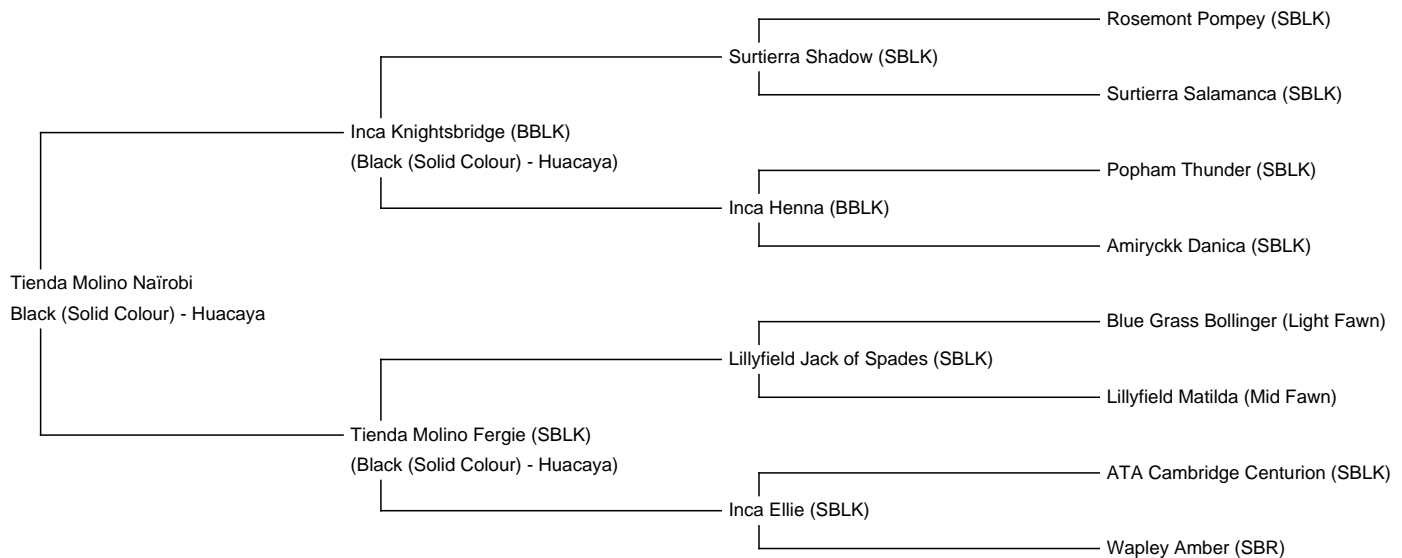 Rosemont Pompey (SBLK)
Surtierra Shadow (SBLK)
Surtierra Salamanca (SBLK)
Inca Knightsbridge (BBLK)
(Black (Solid Colour) - Huacaya)
Popham Thunder (SBLK)
Inca Henna (BBLK)
Amiryckk Danica (SBLK)
Tienda Molino Naïrobi
Black (Solid Colour) - Huacaya
Blue Grass Bollinger (Light Fawn)
Lillyfield Jack of Spades (SBLK)
Lillyfield Matilda (Mid Fawn)
Tienda Molino Fergie (SBLK)
(Black (Solid Colour) - Huacaya)
ATA Cambridge Centurion (SBLK)
Inca Ellie (SBLK)
Wapley Amber (SBR)